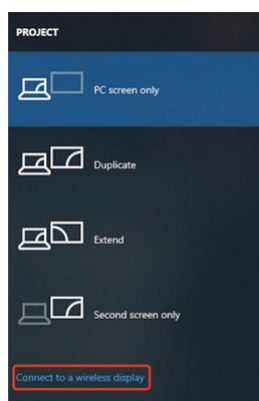 PROJECT
PC screen only
Duplicate
Extend
Second screen only
Connect to a wireless display